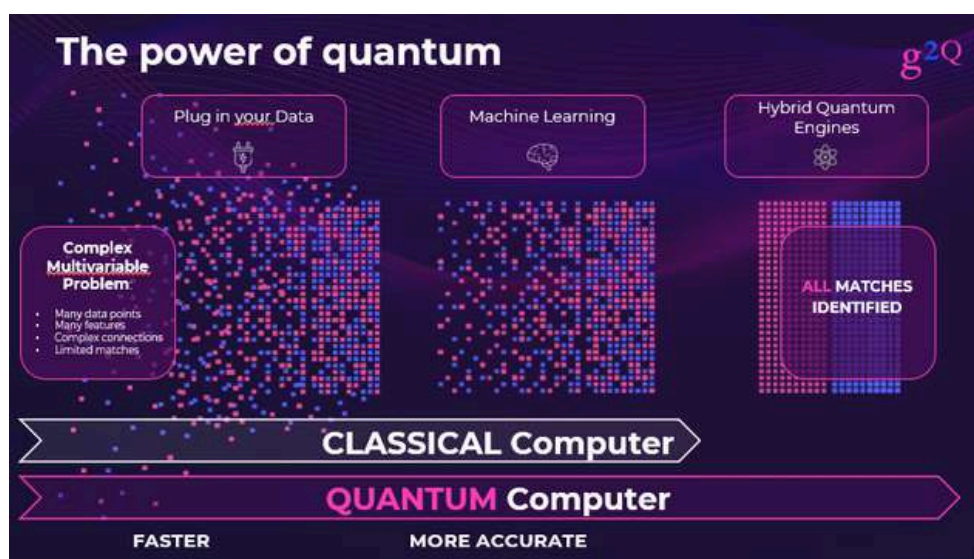 The power of quantum
g2Q
Plug in your Data
Machine Learning
Hybrid Quantum
Engines
Complex
Multivariable
Problem
• Many data points
• Many features
• Complex connections
• Limited matches
ALL MATCHES
IDENTIFIED
CLASSICAL Computer
QUANTUM Computer
FASTER
MORE ACCURATE